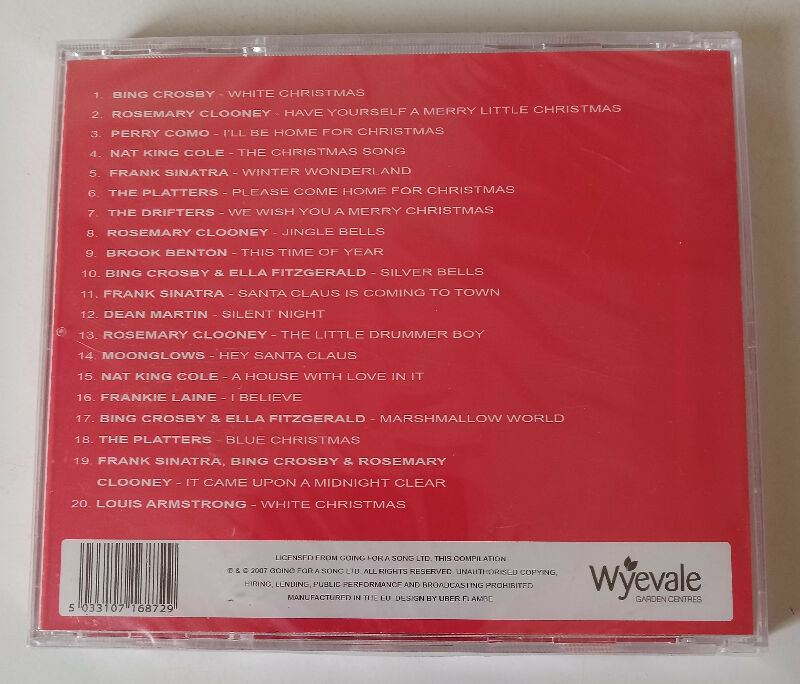 1. BING CROSBY - WHITE CHRISTMAS
2. ROSEMARY CLOONEY - HAVE YOURSELF A MERRY LITTLE CHRISTMAS
3. PERRY COMO - I'LL BE HOME FOR CHRISTMAS
4. NAT KING COLE - THE CHRISTMAS SONG
5. FRANK SINATRA - WINTER WONDERLAND
6. THE PLATTERS - PLEASE COME HOME FOR CHRISTMAS
7. THE DRIFTERS - WE WISH YOU A MERRY CHRISTMAS
8. ROSEMARY CLOONEY - JINGLE BELLS
9. BROOK BENTON - THIS TIME OF YEAR
10. BING CROSBY & ELLA FITZGERALD - SILVER BELLS
11. FRANK SINATRA - SANTA CLAUS IS COMING TO TOWN
12. DEAN MARTIN - SILENT NIGHT
13. ROSEMARY CLOONEY - THE LITTLE DRUMMER BOY
14. MOONGLOWS - HEY SANTA CLAUS
15. NAT KING COLE - A HOUSE WITH LOVE IN IT
16. FRANKIE LAINE - I BELIEVE
17. BING CROSBY & ELLA FITZGERALD - MARSHMALLOW WORLD
18. THE PLATTERS - BLUE CHRISTMAS
19. FRANK SINATRA, BING CROSBY & ROSEMARY
CLOONEY - IT CAME UPON A MIDNIGHT CLEAR
20. LOUIS ARMSTRONG - WHITE CHRISTMAS
5 033107 168729
LICENSED FROM GOING FOR A SONG LTD. THIS COMPILATION
℗ & © 2007 GOING FOR A SONG LTD. ALL RIGHTS RESERVED. UNAUTHORISED COPYING,
HIRING, LENDING, PUBLIC PERFORMANCE AND BROADCASTING PROHIBITED
MANUFACTURED IN THE EU. DESIGN BY UBER FLAMBE
Wyevale
GARDEN CENTRES